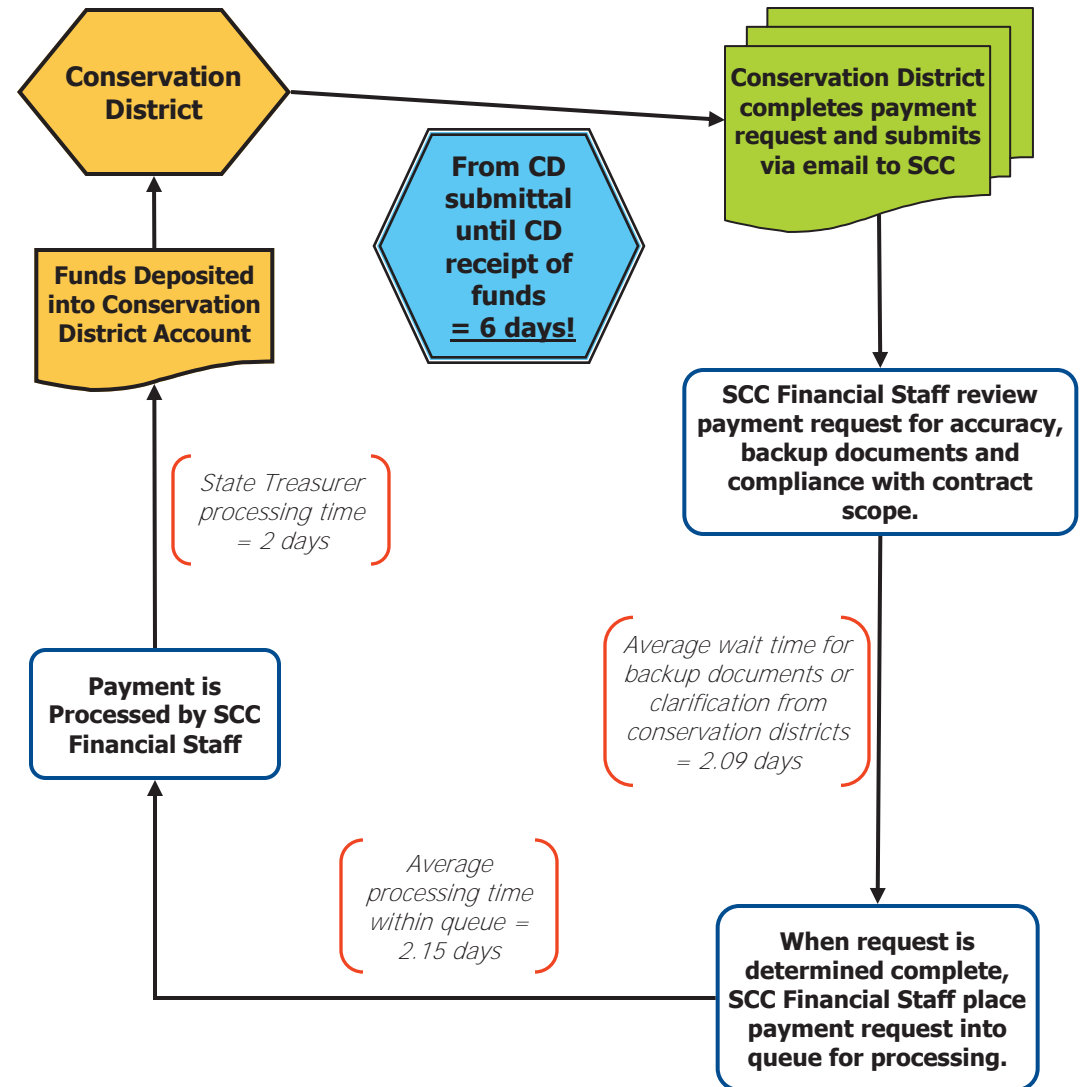 Conservation
District
Conservation District
completes payment
request and submits
via email to SCC
From CD
submittal
until CD
receipt of
funds
= 6 days!
Funds Deposited
into Conservation
District Account
SCC Financial Staff review
payment request for accuracy,
backup documents and
compliance with contract
scope.
State Treasurer
processing time
= 2 days
Average wait time for
backup documents or
clarification from
conservation districts
= 2.09 days
Payment is
Processed by SCC
Financial Staff
Average
processing time
within queue =
2.15 days
When request is
determined complete,
SCC Financial Staff place
payment request into
queue for processing.